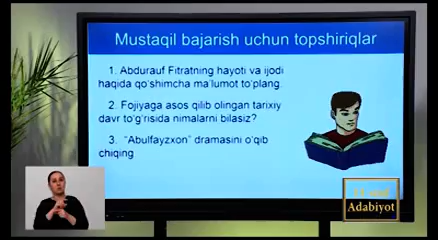 Mustaqil bajarish uchun topshiriqlar
1. Abdurauf Fitratning hayoti va ijodi
haqida qo'shimcha ma'lumot to'plang.
2. Fojiyaga asos qilib olingan tarixiy
davr to'g'risida nimalarni bilasiz?
3. "Abulfayzxon" dramasini o'qib
chiqing
11-sinf
Adabiyot